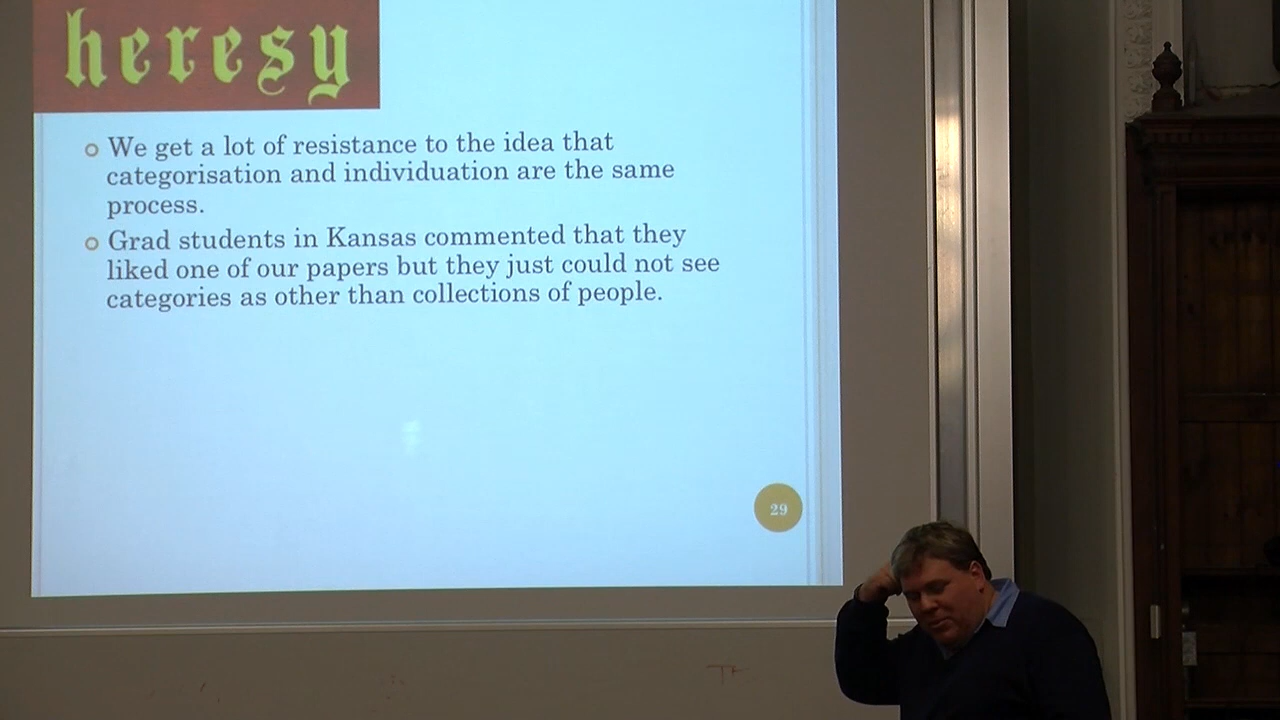 heresy
We get a lot of resistance to the idea that
categorisation and individuation are the same
process.
Grad students in Kansas commented that they
liked one of our papers but they just could not see
categories as other than collections of people.
29